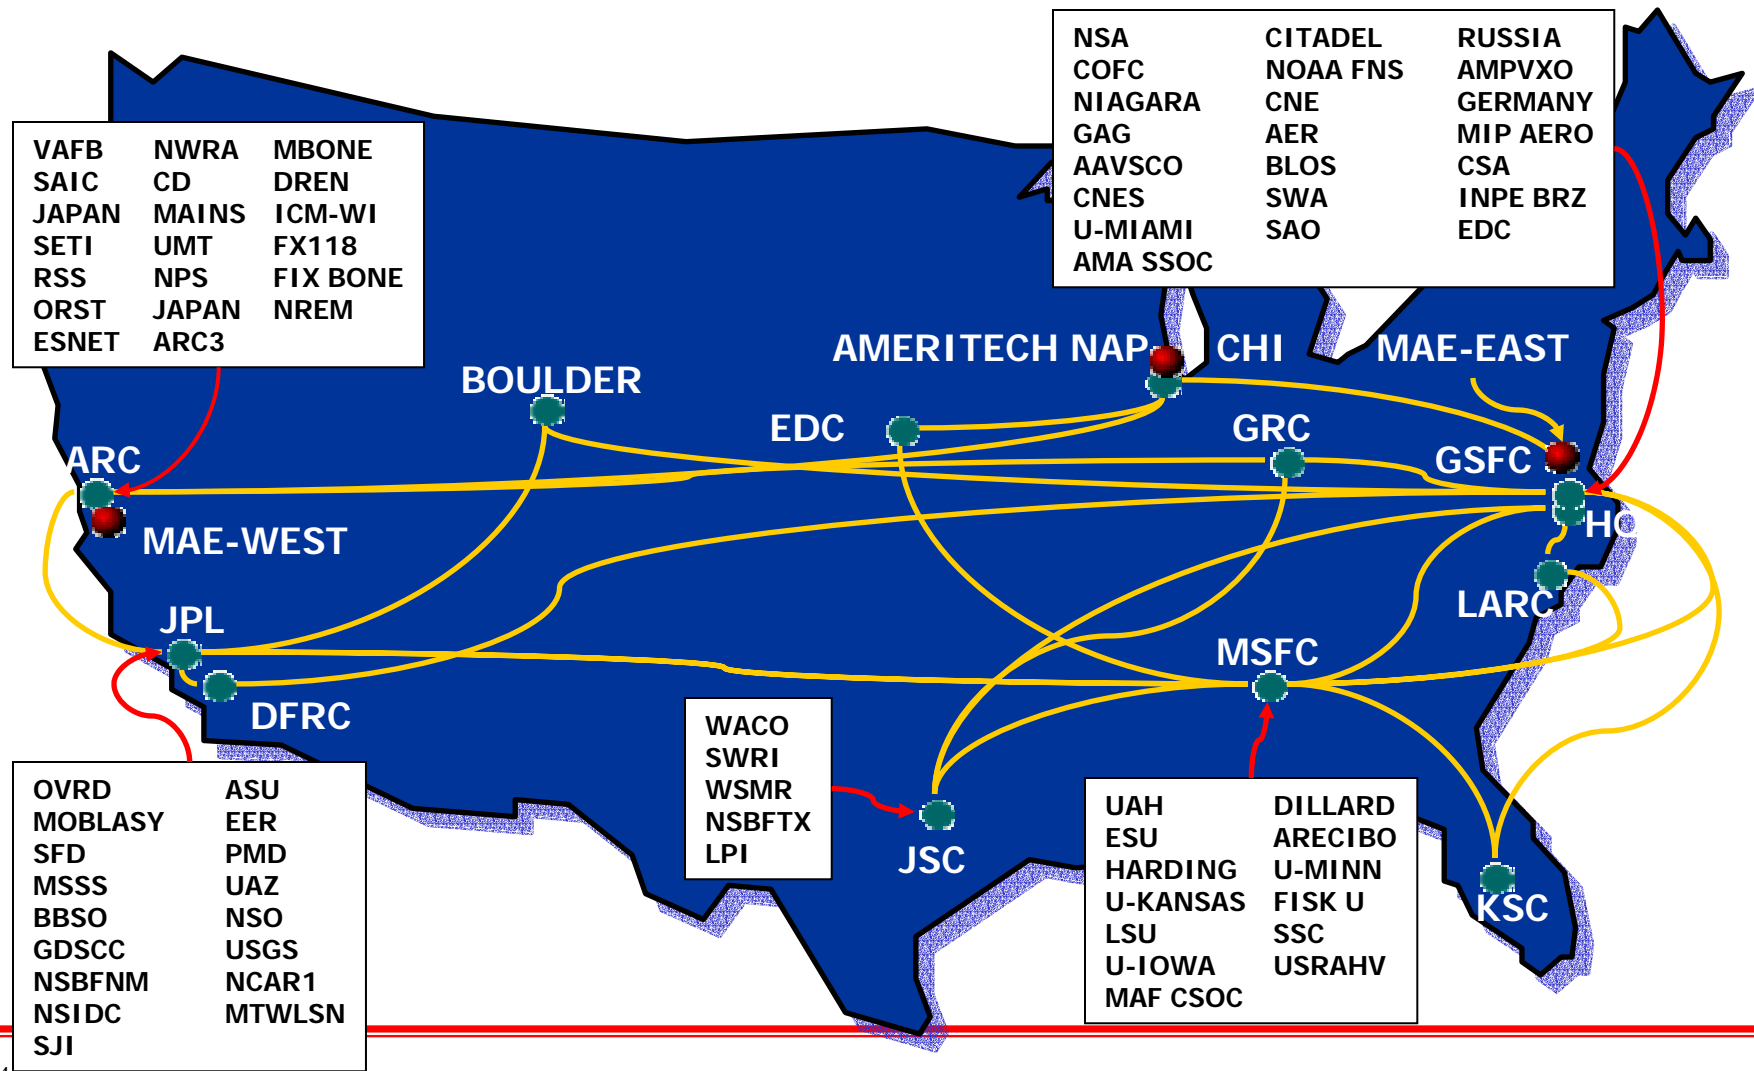 NSA CITADEL RUSSIA
COFC NOAA FNS AMPVXO
NIAGARA CNE GERMANY
GAG AER MIP AERO
AAVSCO BLOS CSA
CNES SWA INPE BRZ
U-MIAMI SAO EDC
AMA SSOC
VAFB NWRA MBONE
SAIC CD DREN
JAPAN MAINS ICM-WI
SETI UMT FX118
RSS NPS FIX BONE
ORST JAPAN NREM
ESNET ARC3
AMERITECH NAP CHI MAE-EAST
BOULDER
EDC GRC
ARC GSFC
MAE-WEST HQ
JPL LARC
MSFC
DFRC
WACO
SWRI
WSMR
NSBFTX
LPI
JSC
KSC
OVRD ASU
MOBLASY EER
SFD PMD
MSSS UAZ
BBSO NSO
GDSCC USGS
NSBFNM NCAR1
NSIDC MTWLSN
SJI
UAH DILLARD
ESU ARECIBO
HARDING U-MINN
U-KANSAS FISK U
LSU SSC
U-IOWA USRAHV
MAF CSOC